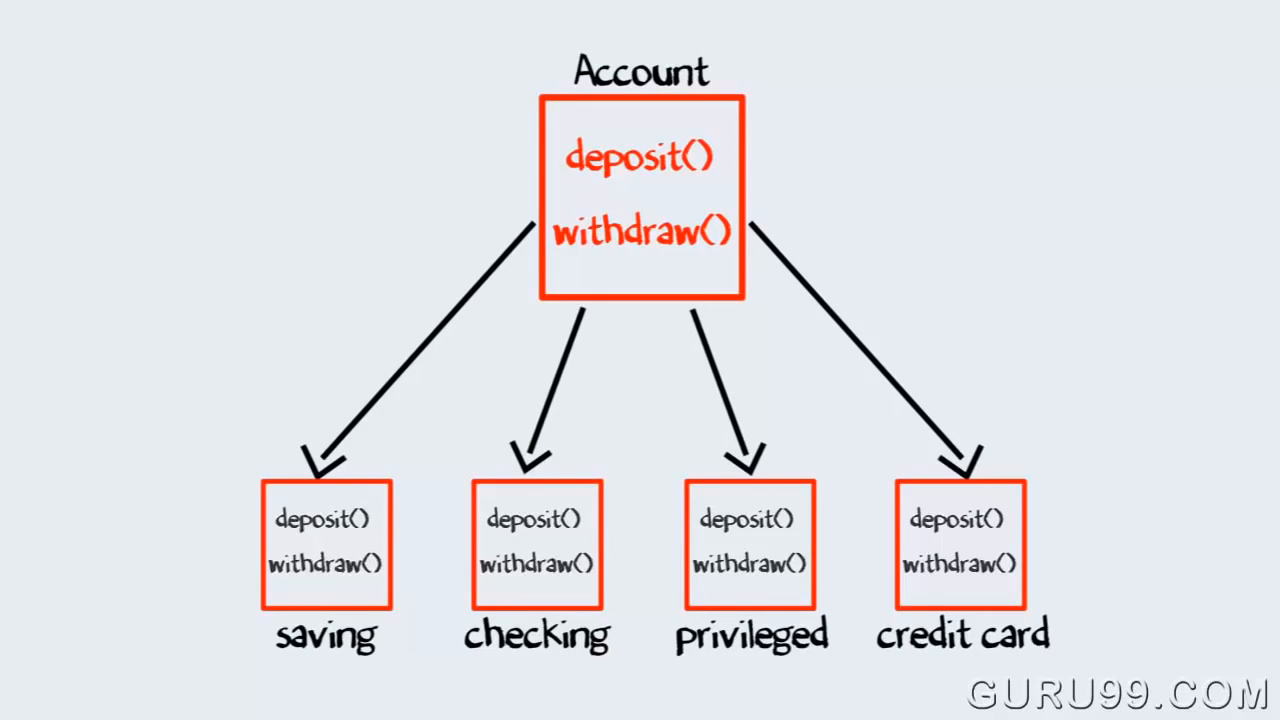 Account
deposit()
withdraw()
deposit() deposit() deposit() deposit()
withdraw() withdraw() withdraw() withdraw()
saving checking privileged credit card
GURU99.COM